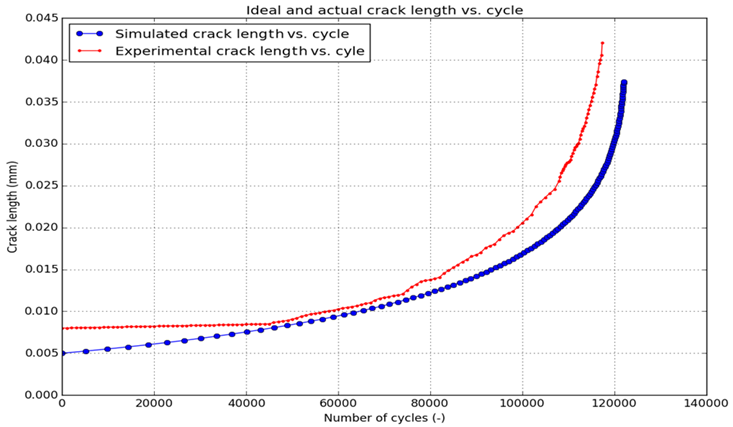 Ideal and actual crack length vs. cycle
0.045
0.040
0.035
0.030
0.025
0.020
0.015
0.010
0.005
0.000
Crack length (mm)
Simulated crack length vs. cycle
Experimental crack length vs. cyle
0 20000 40000 60000 80000 100000 120000 140000
Number of cycles (-)